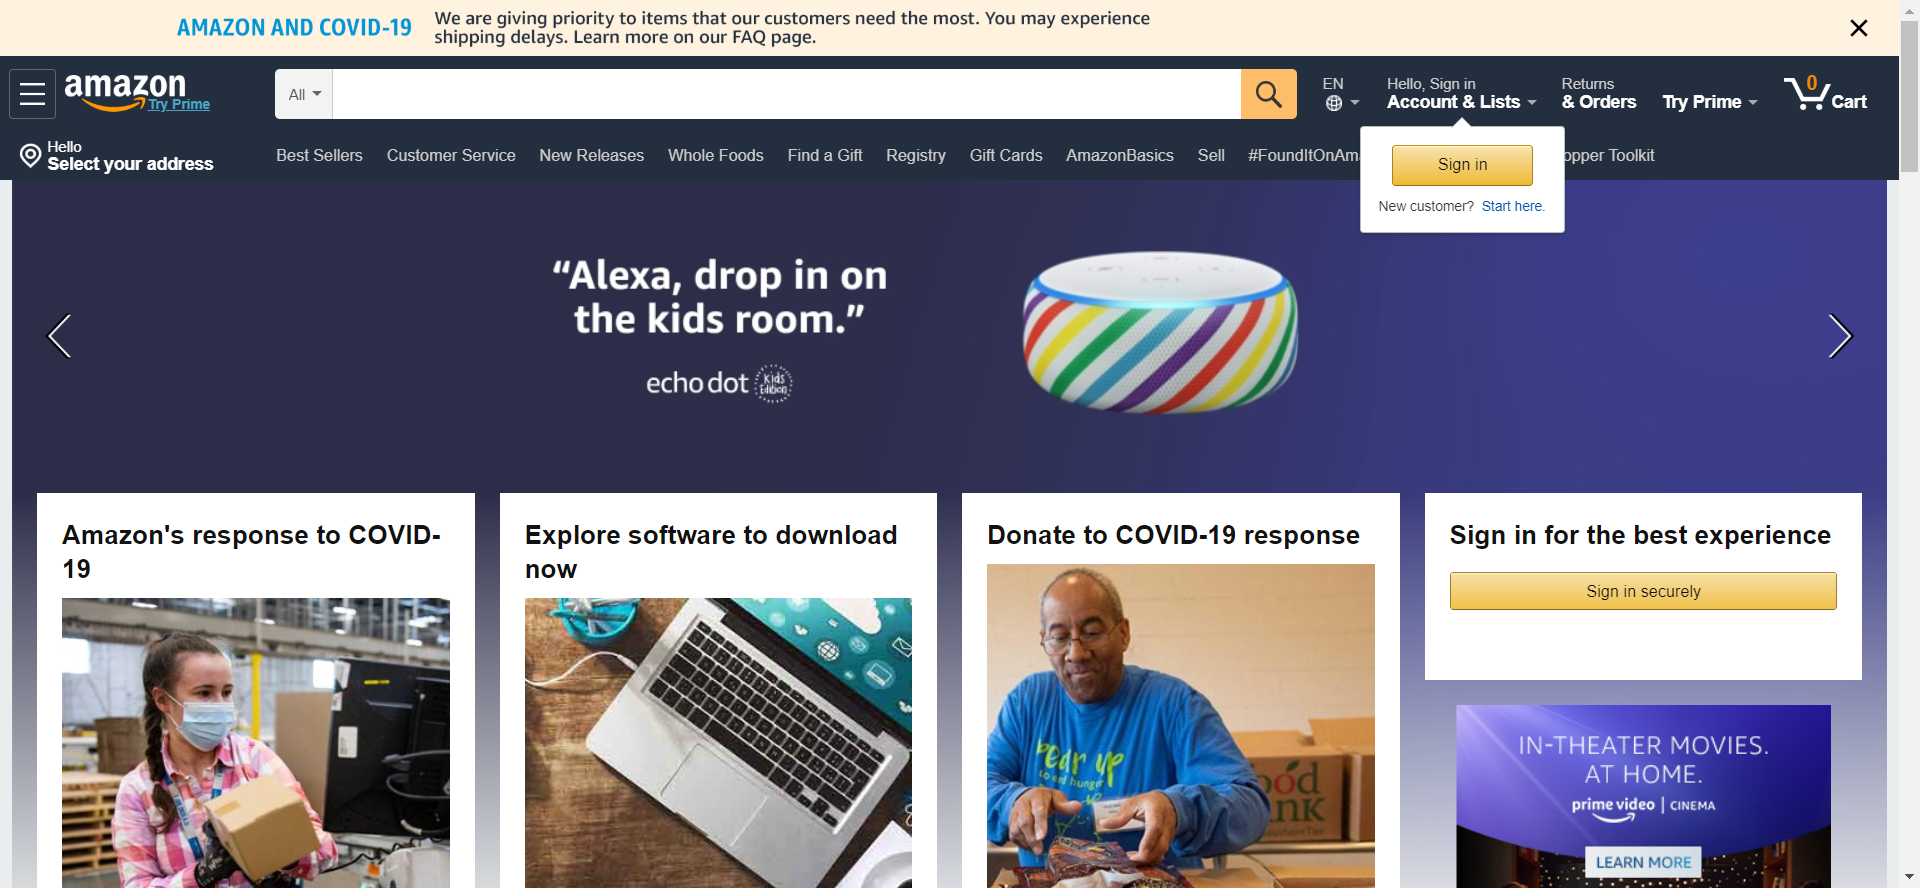 AMAZON AND COVID-19
We are giving priority to items that our customers need the most. You may experience
shipping delays. Learn more on our FAQ page.
amazon
Try Prime
All
EN
Hello, Sign in
Account & Lists
Returns
& Orders
Try Prime
0
Cart
Hello
Select your address
Best Sellers
Customer Service
New Releases
Whole Foods
Find a Gift
Registry
Gift Cards
AmazonBasics
Sell
#FoundItOnAma
opper Toolkit
Sign in
New customer? Start here.
“Alexa, drop in on
the kids room.”
echo dot kids Edition
Amazon's response to COVID-
19
Explore software to download
now
Donate to COVID-19 response
Sign in for the best experience
Sign in securely
bear up
to end hunger
IN-THEATER MOVIES.
AT HOME.
prime video | CINEMA
LEARN MORE